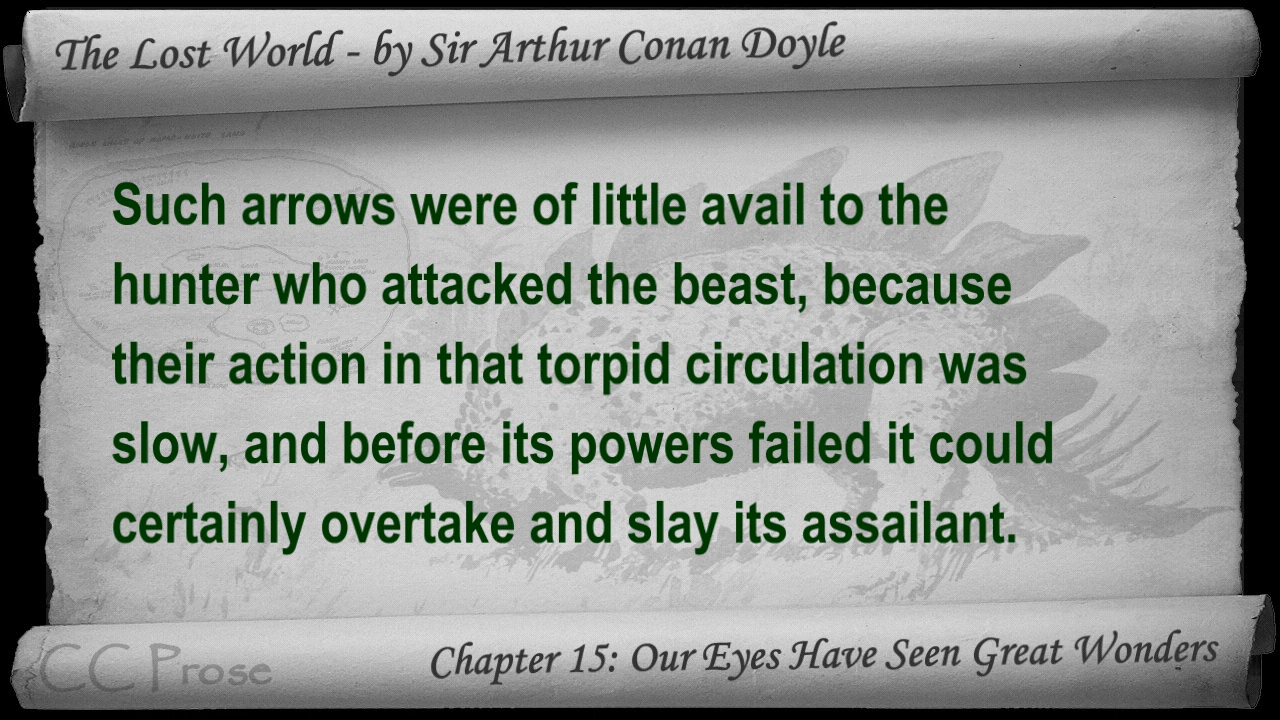 The Lost World - by Sir Arthur Conan Doyle
Such arrows were of little avail to the
hunter who attacked the beast, because
their action in that torpid circulation was
slow, and before its powers failed it could
certainly overtake and slay its assailant.
CC Prose
Chapter 15: Our Eyes Have Seen Great Wonders